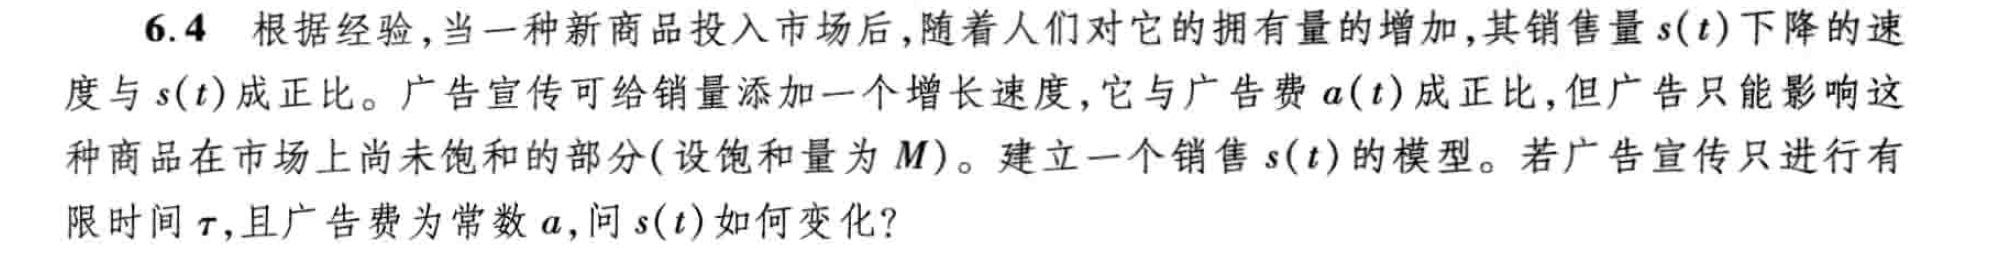 6.4 根据经验,当一种新商品投入市场后,随着人们对它的拥有量的增加,其销售量 s(t)下降的速
度与 s(t)成正比。广告宣传可给销量添加一个增长速度,它与广告费 a(t)成正比,但广告只能影响这
种商品在市场上尚未饱和的部分(设饱和量为 M)。建立一个销售 s(t)的模型。若广告宣传只进行有
限时间 τ,且广告费为常数 a,问 s(t)如何变化?